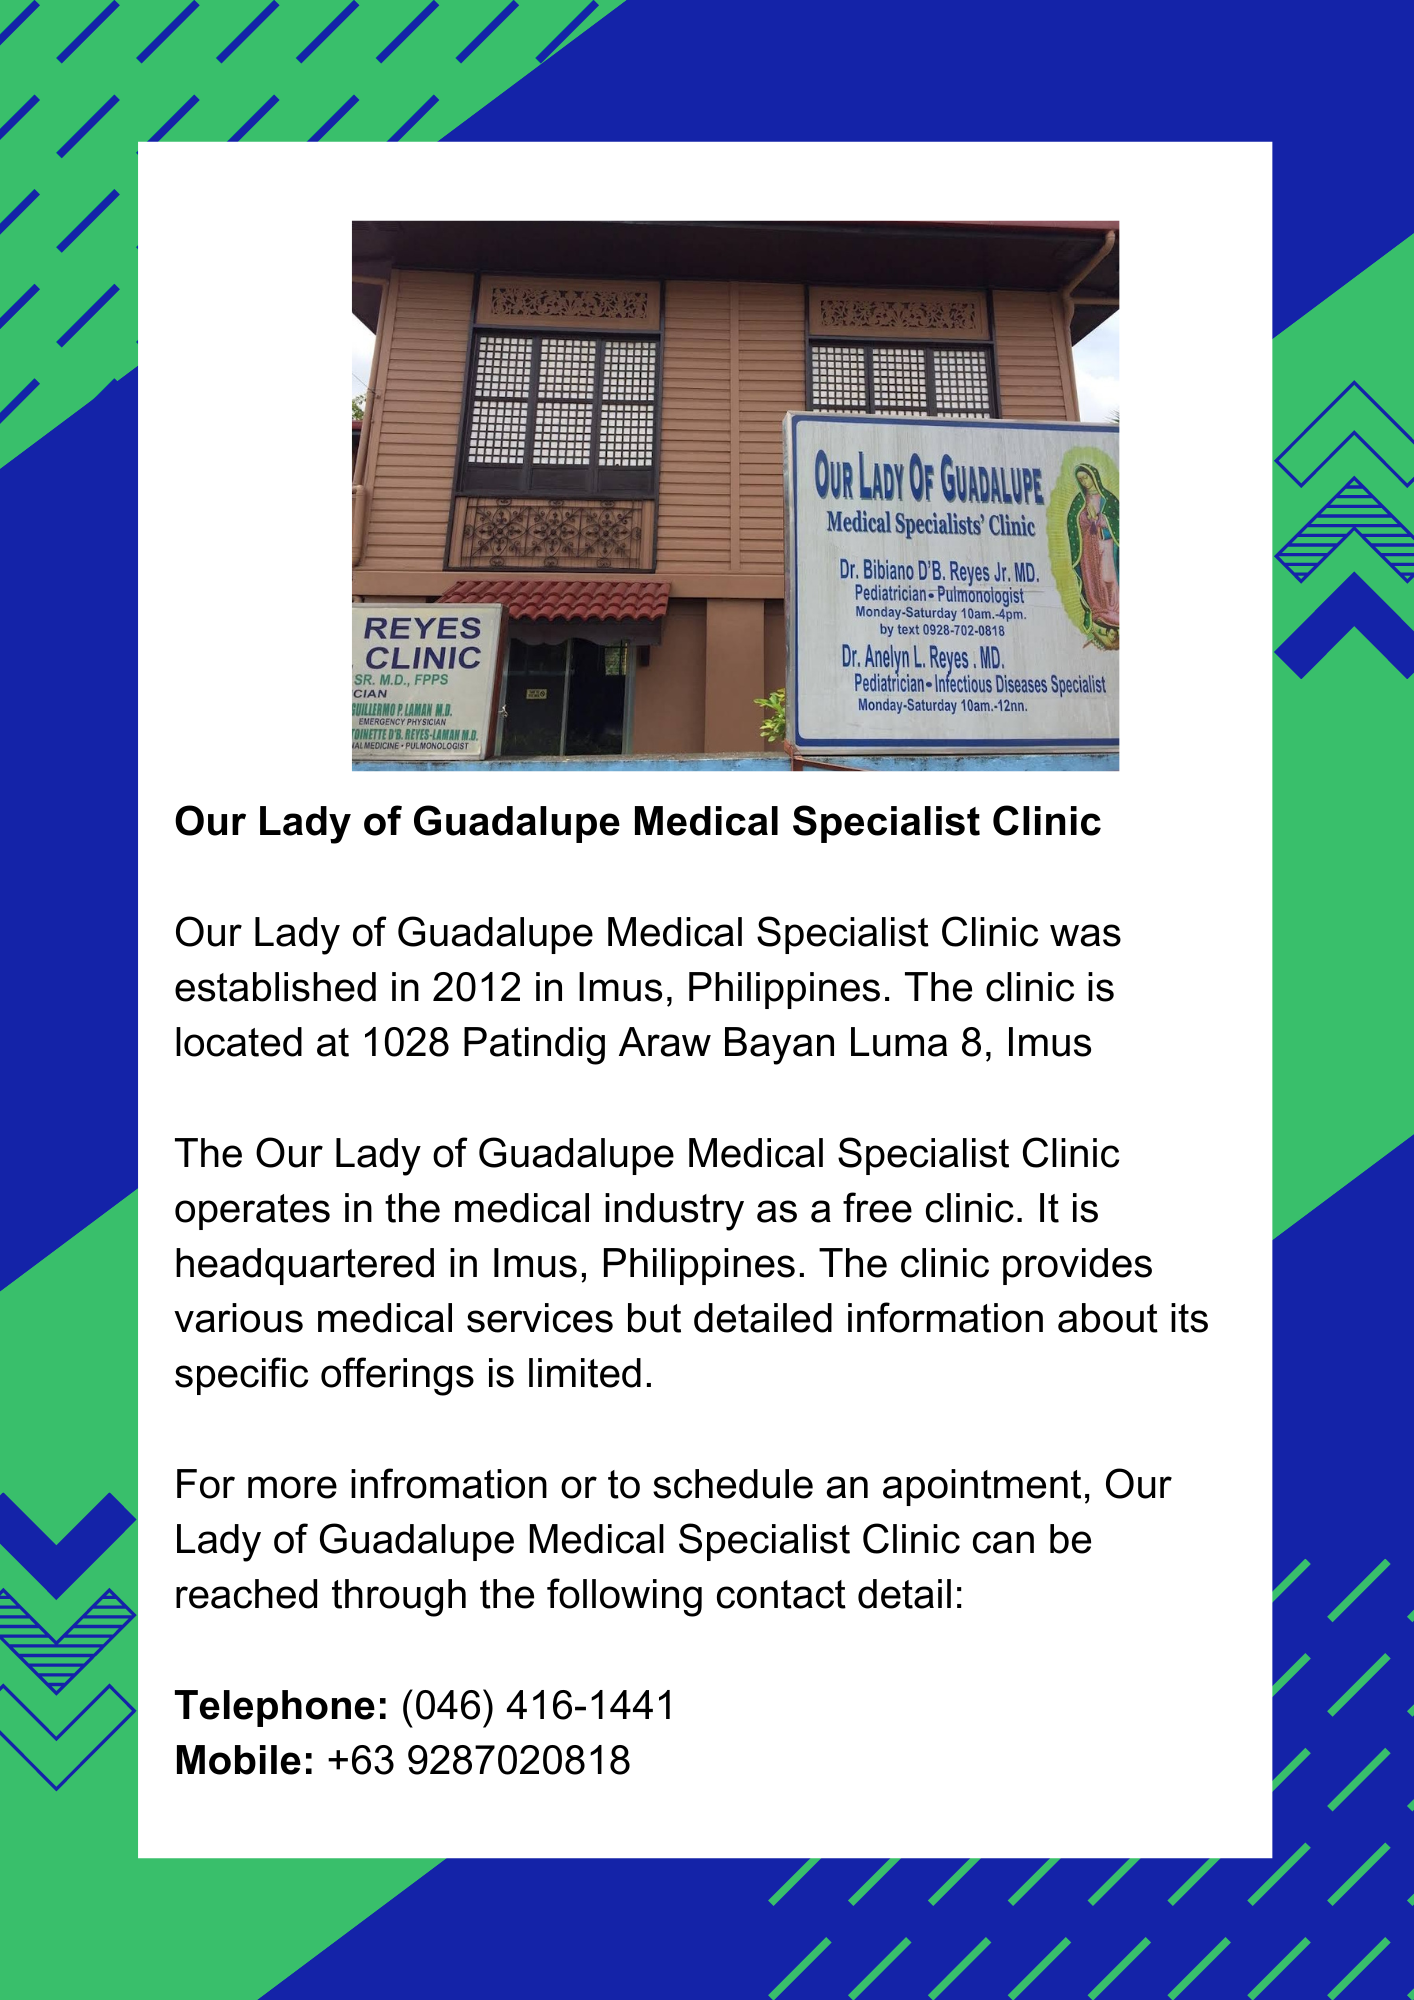 OUR LADY OF GUADALUPE
Medical Specialists' Clinic
Dr. Bibiano D'B. Reyes Jr. MD.
Pediatrician • Pulmonologist
Monday-Saturday 10am.-4pm.
by text 0928-702-0818
Dr. Anelyn L. Reyes . MD.
Pediatrician • Infectious Diseases Specialist
Monday-Saturday 10am.-12nn.
REYES
CLINIC
SR. M.D., FPPS
CIAN
GUILLERMO P. LAMAN M.D.
EMERGENCY PHYSICIAN
TOINETTE D'B. REYES-LAMAN M.D.
AL MEDICINE • PULMONOLOGIST
Our Lady of Guadalupe Medical Specialist Clinic
Our Lady of Guadalupe Medical Specialist Clinic was
established in 2012 in Imus, Philippines. The clinic is
located at 1028 Patindig Araw Bayan Luma 8, Imus
The Our Lady of Guadalupe Medical Specialist Clinic
operates in the medical industry as a free clinic. It is
headquartered in Imus, Philippines. The clinic provides
various medical services but detailed information about its
specific offerings is limited.
For more infromation or to schedule an apointment, Our
Lady of Guadalupe Medical Specialist Clinic can be
reached through the following contact detail:
Telephone: (046) 416-1441
Mobile: +63 9287020818